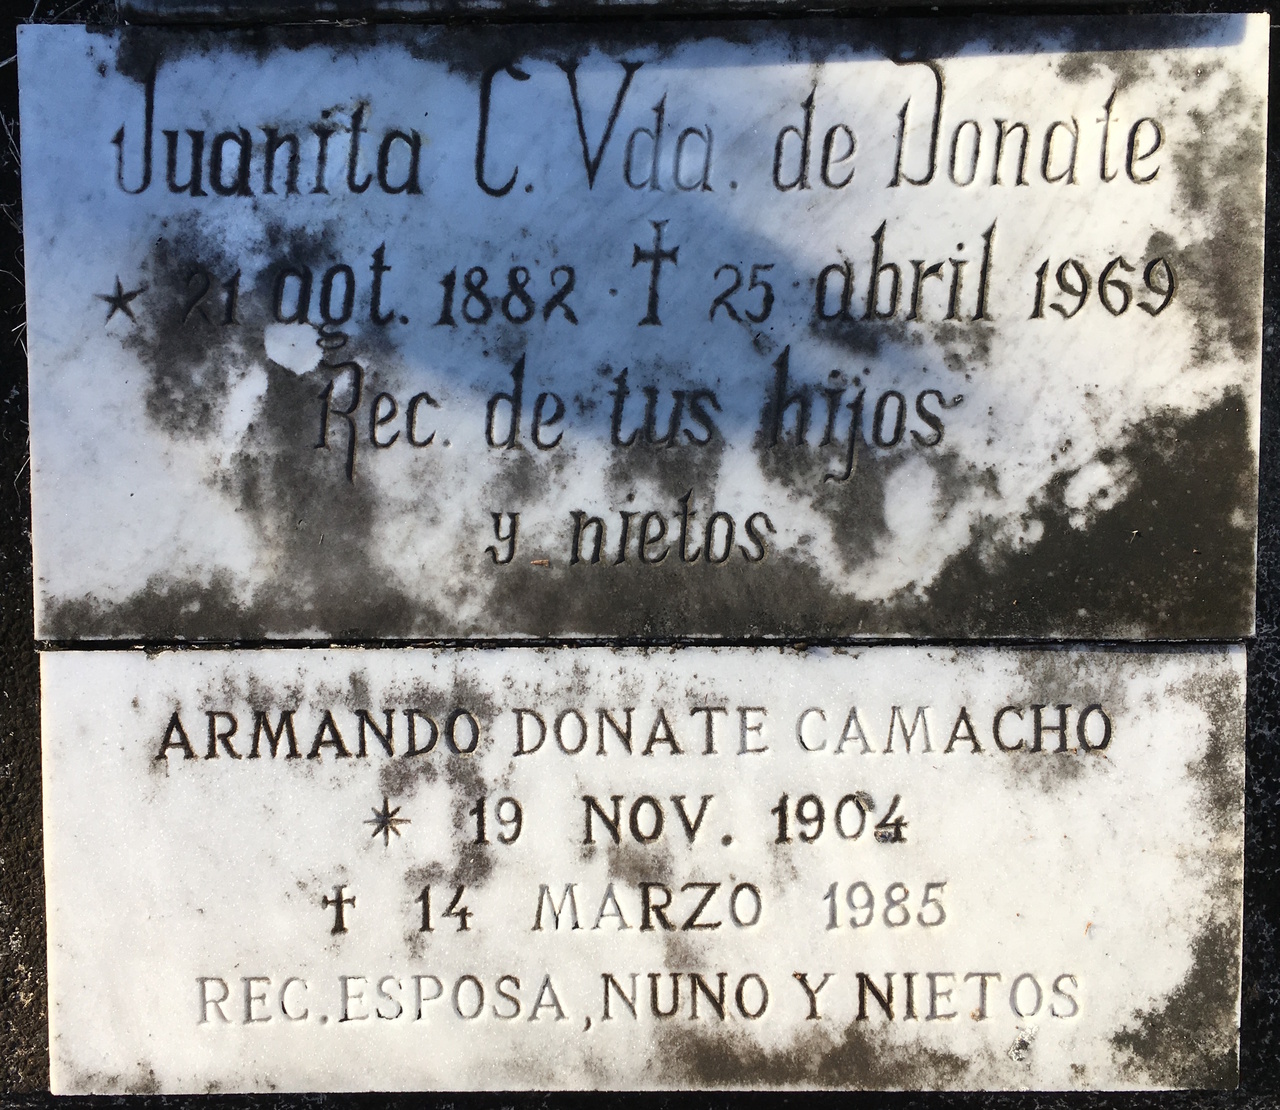 Juanita C. Vda. de Donate
★ 21 agt. 1882 · † 25 abril 1969
Rec. de tus hijos
y nietos
ARMANDO DONATE CAMACHO
* 19 NOV. 1904
† 14 MARZO 1985
REC. ESPOSA, NUNO Y NIETOS